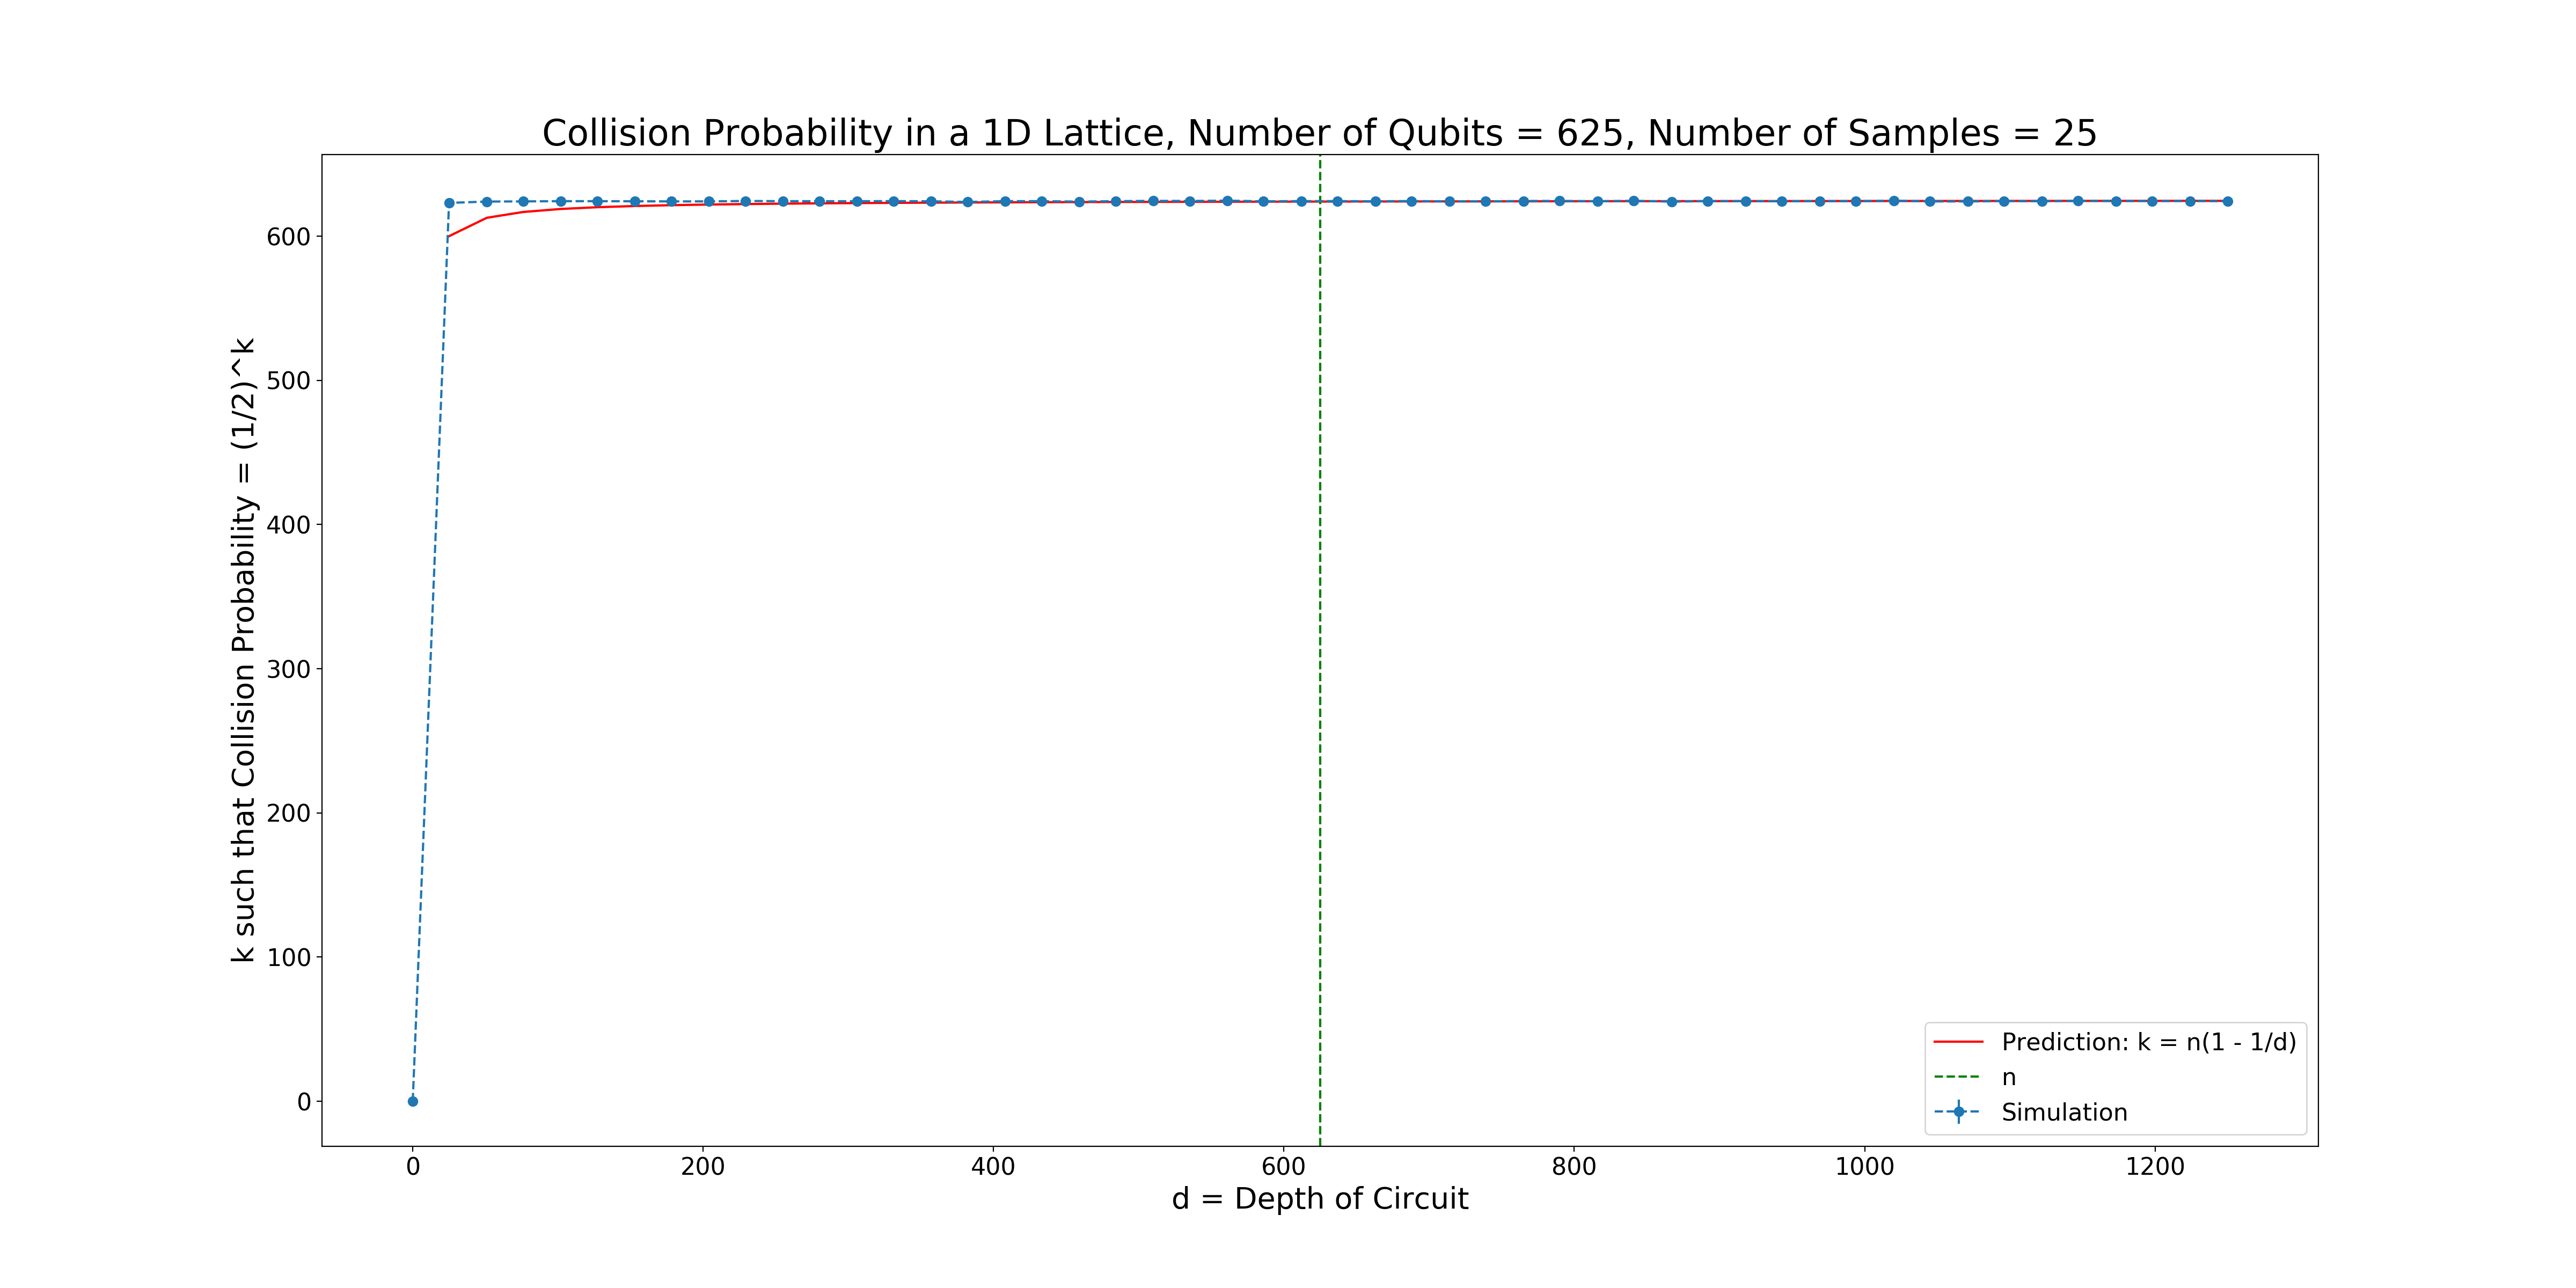 Collision Probability in a 1D Lattice, Number of Qubits = 625, Number of Samples = 25
k such that Collision Probability = (1/2)^k
600
500
400
300
200
100
0
0 200 400 600 800 1000 1200
d = Depth of Circuit
Prediction: k = n(1 - 1/d)
n
Simulation